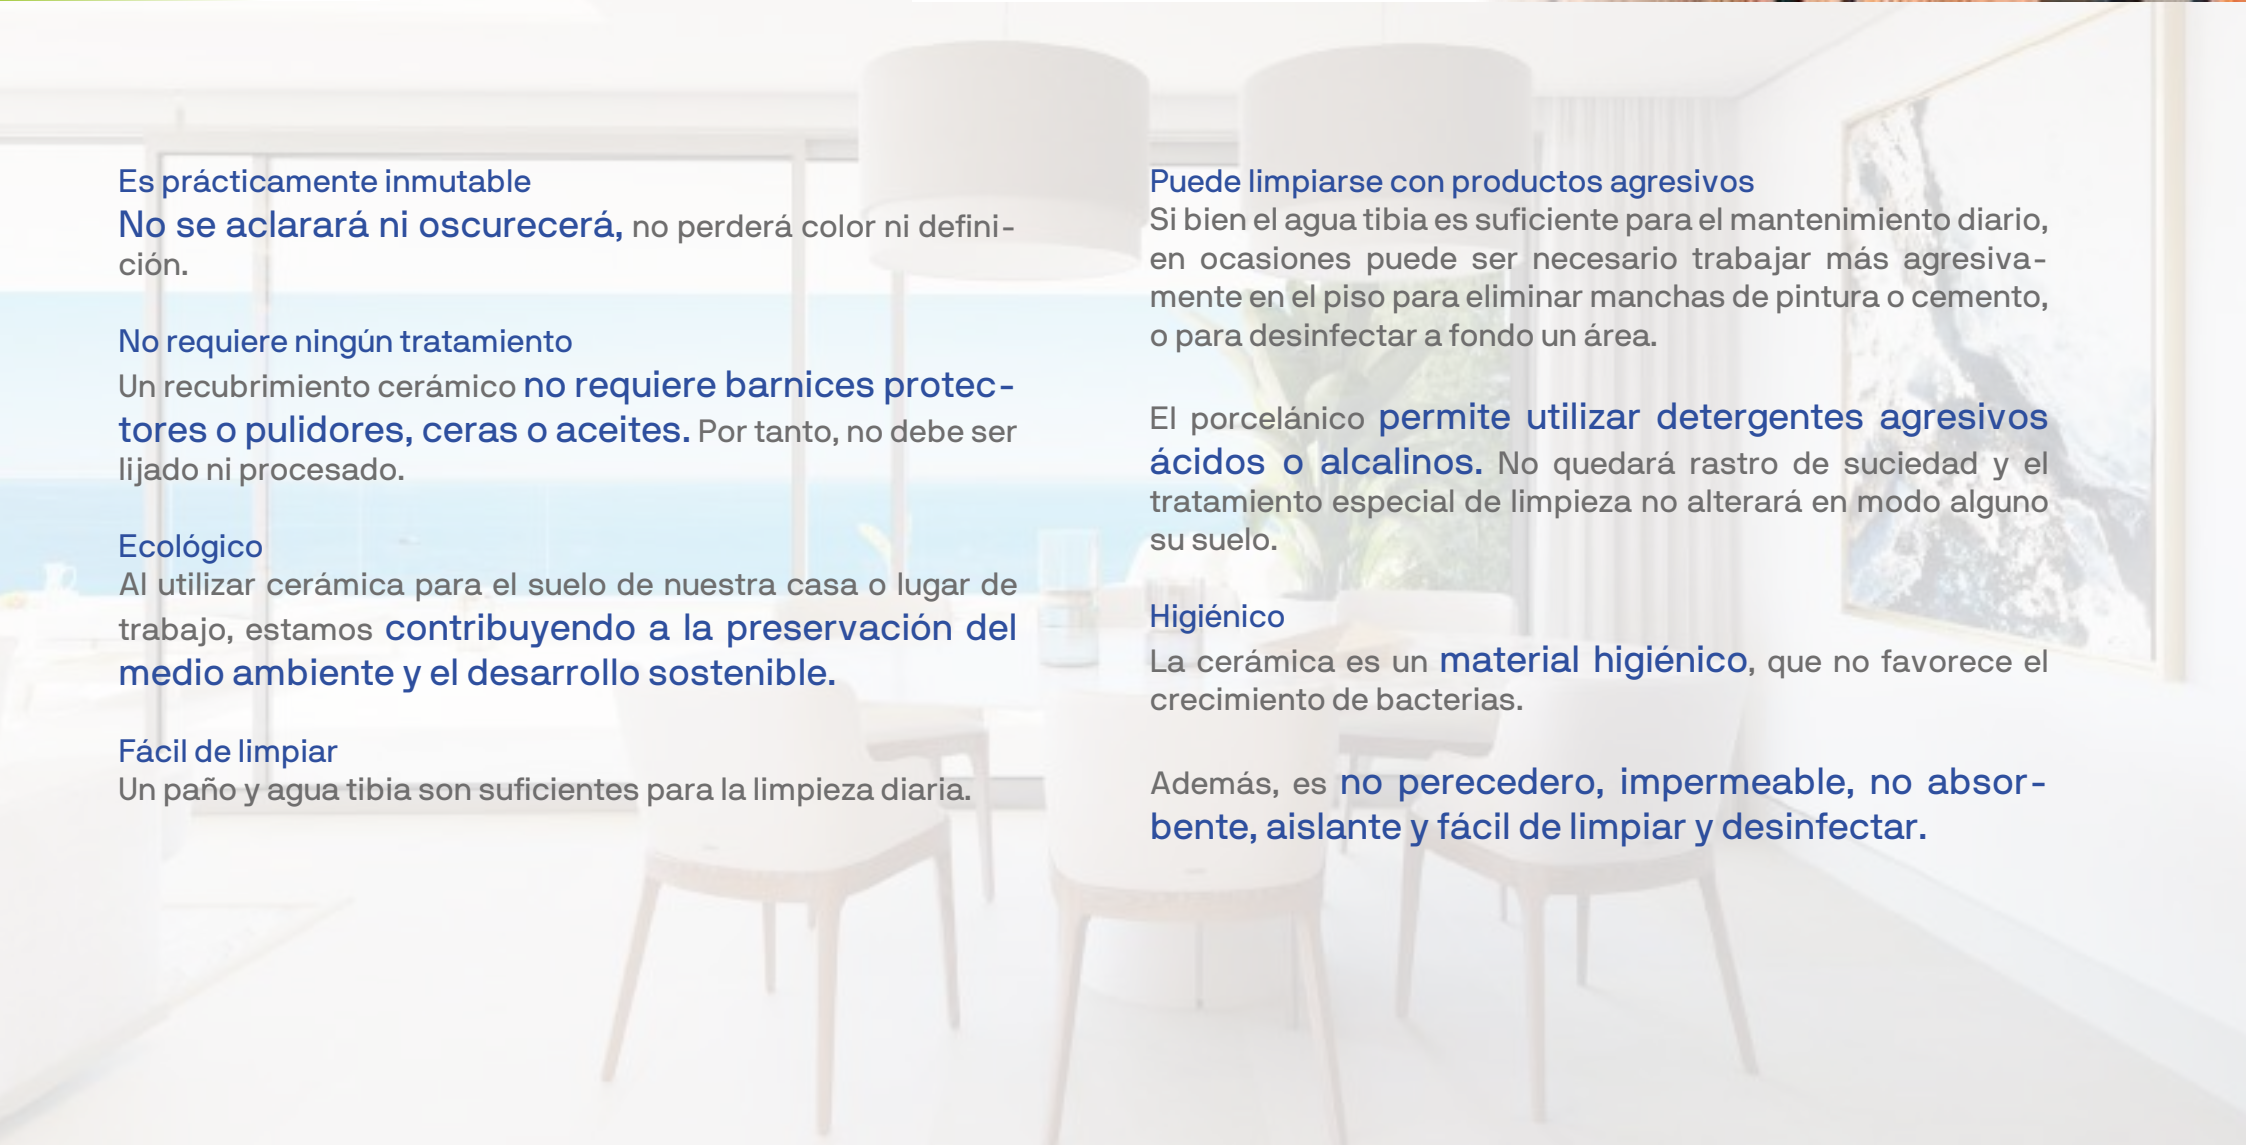 Es prácticamente inmutable
No se aclarará ni oscurecerá, no perderá color ni defini-
ción.
No requiere ningún tratamiento
Un recubrimiento cerámico no requiere barnices protec-
tores o pulidores, ceras o aceites. Por tanto, no debe ser
lijado ni procesado.
Ecológico
Al utilizar cerámica para el suelo de nuestra casa o lugar de
trabajo, estamos contribuyendo a la preservación del
medio ambiente y el desarrollo sostenible.
Fácil de limpiar
Un paño y agua tibia son suficientes para la limpieza diaria.
Puede limpiarse con productos agresivos
Si bien el agua tibia es suficiente para el mantenimiento diario,
en ocasiones puede ser necesario trabajar más agresiva-
mente en el piso para eliminar manchas de pintura o cemento,
o para desinfectar a fondo un área.
El porcelánico permite utilizar detergentes agresivos
ácidos o alcalinos. No quedará rastro de suciedad y el
tratamiento especial de limpieza no alterará en modo alguno
su suelo.
Higiénico
La cerámica es un material higiénico, que no favorece el
crecimiento de bacterias.
Además, es no perecedero, impermeable, no absor-
bente, aislante y fácil de limpiar y desinfectar.